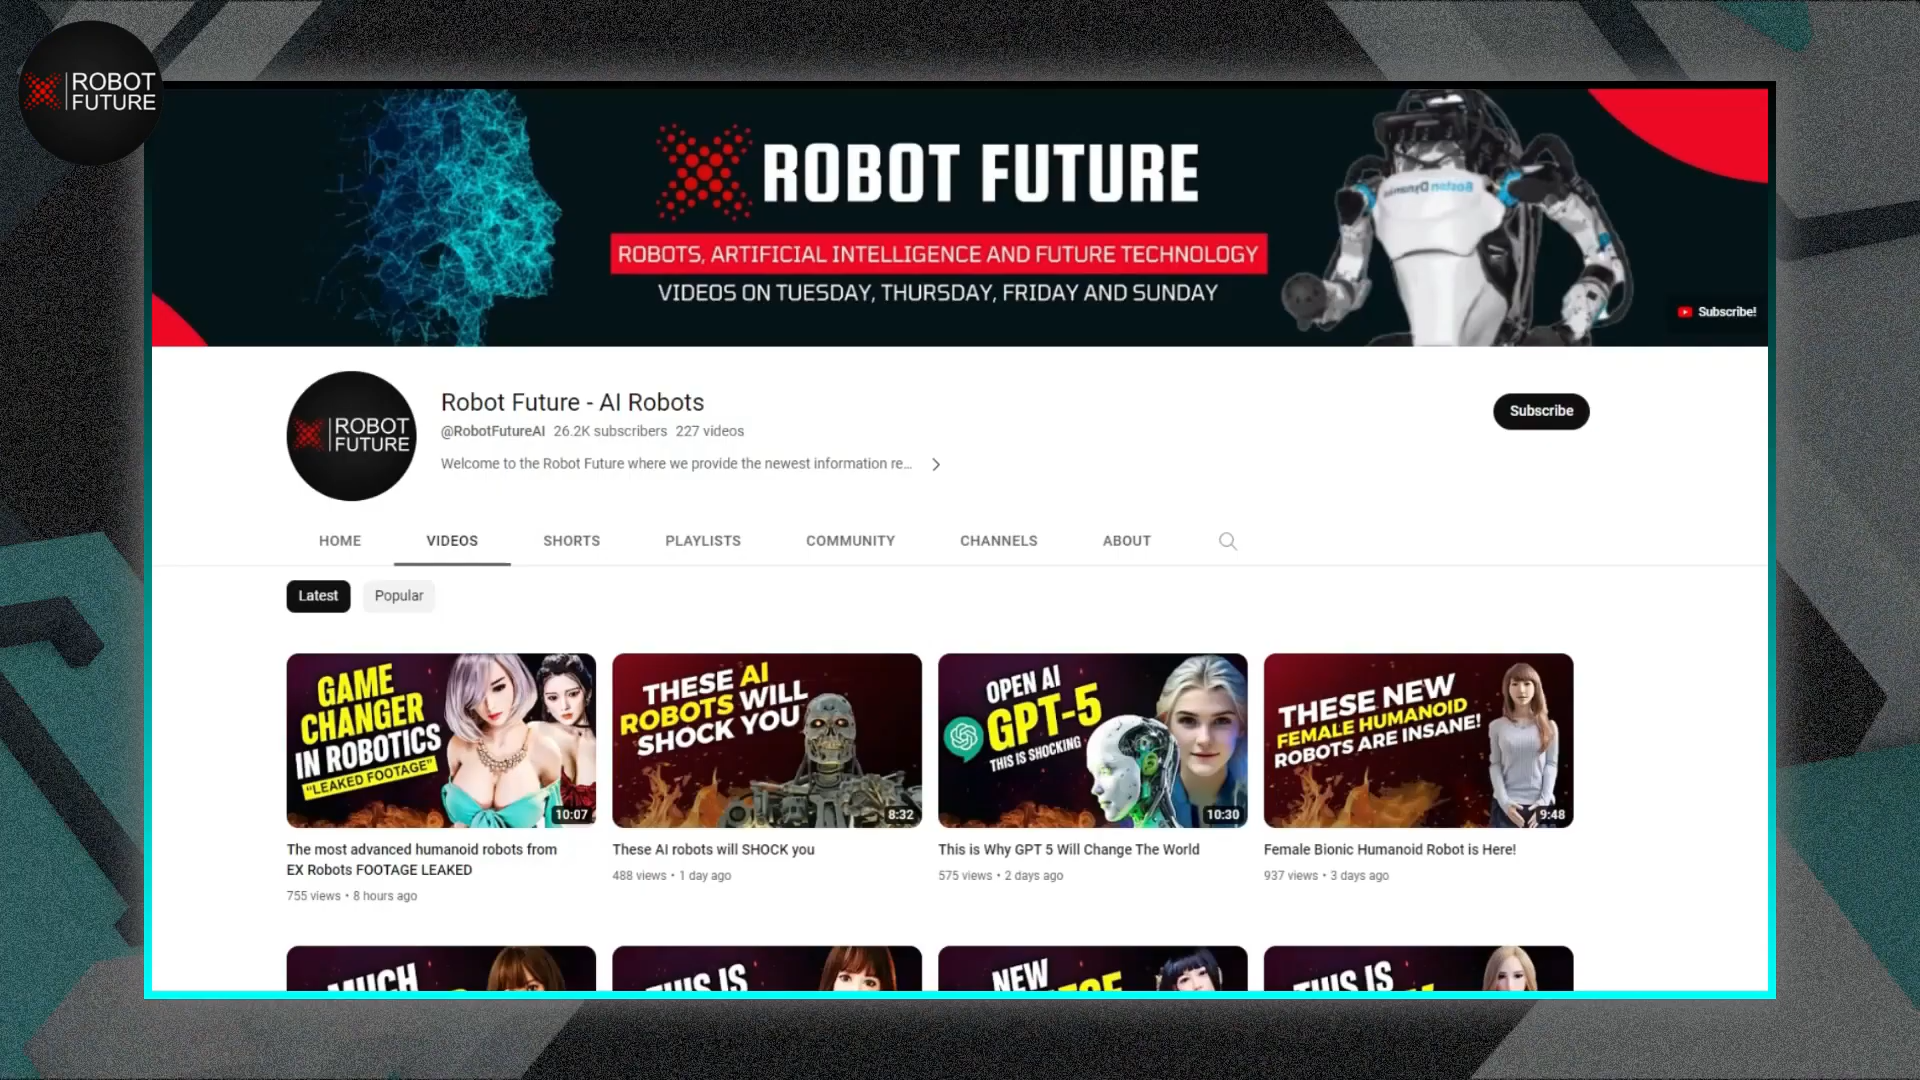 ROBOT
FUTURE
ROBOT FUTURE
ROBOTS, ARTIFICIAL INTELLIGENCE AND FUTURE TECHNOLOGY
VIDEOS ON TUESDAY, THURSDAY, FRIDAY AND SUNDAY
Boston Dynamics
Subscribe!
ROBOT
FUTURE
Robot Future - AI Robots
@RobotFutureAI 26.2K subscribers 227 videos
Welcome to the Robot Future where we provide the newest information re...
Subscribe
HOME VIDEOS SHORTS PLAYLISTS COMMUNITY CHANNELS ABOUT
Latest Popular
GAME
CHANGER
IN ROBOTICS
"LEAKED FOOTAGE"
10:07
The most advanced humanoid robots from
EX Robots FOOTAGE LEAKED
755 views • 8 hours ago
THESE AI
ROBOTS WILL
SHOCK YOU
8:32
These AI robots will SHOCK you
488 views • 1 day ago
OPEN AI
GPT-5
THIS IS SHOCKING
10:30
This is Why GPT 5 Will Change The World
575 views • 2 days ago
THESE NEW
FEMALE HUMANOID
ROBOTS ARE INSANE!
9:48
Female Bionic Humanoid Robot is Here!
937 views • 3 days ago
MUCH
THIS IS
NEW
THIS IS